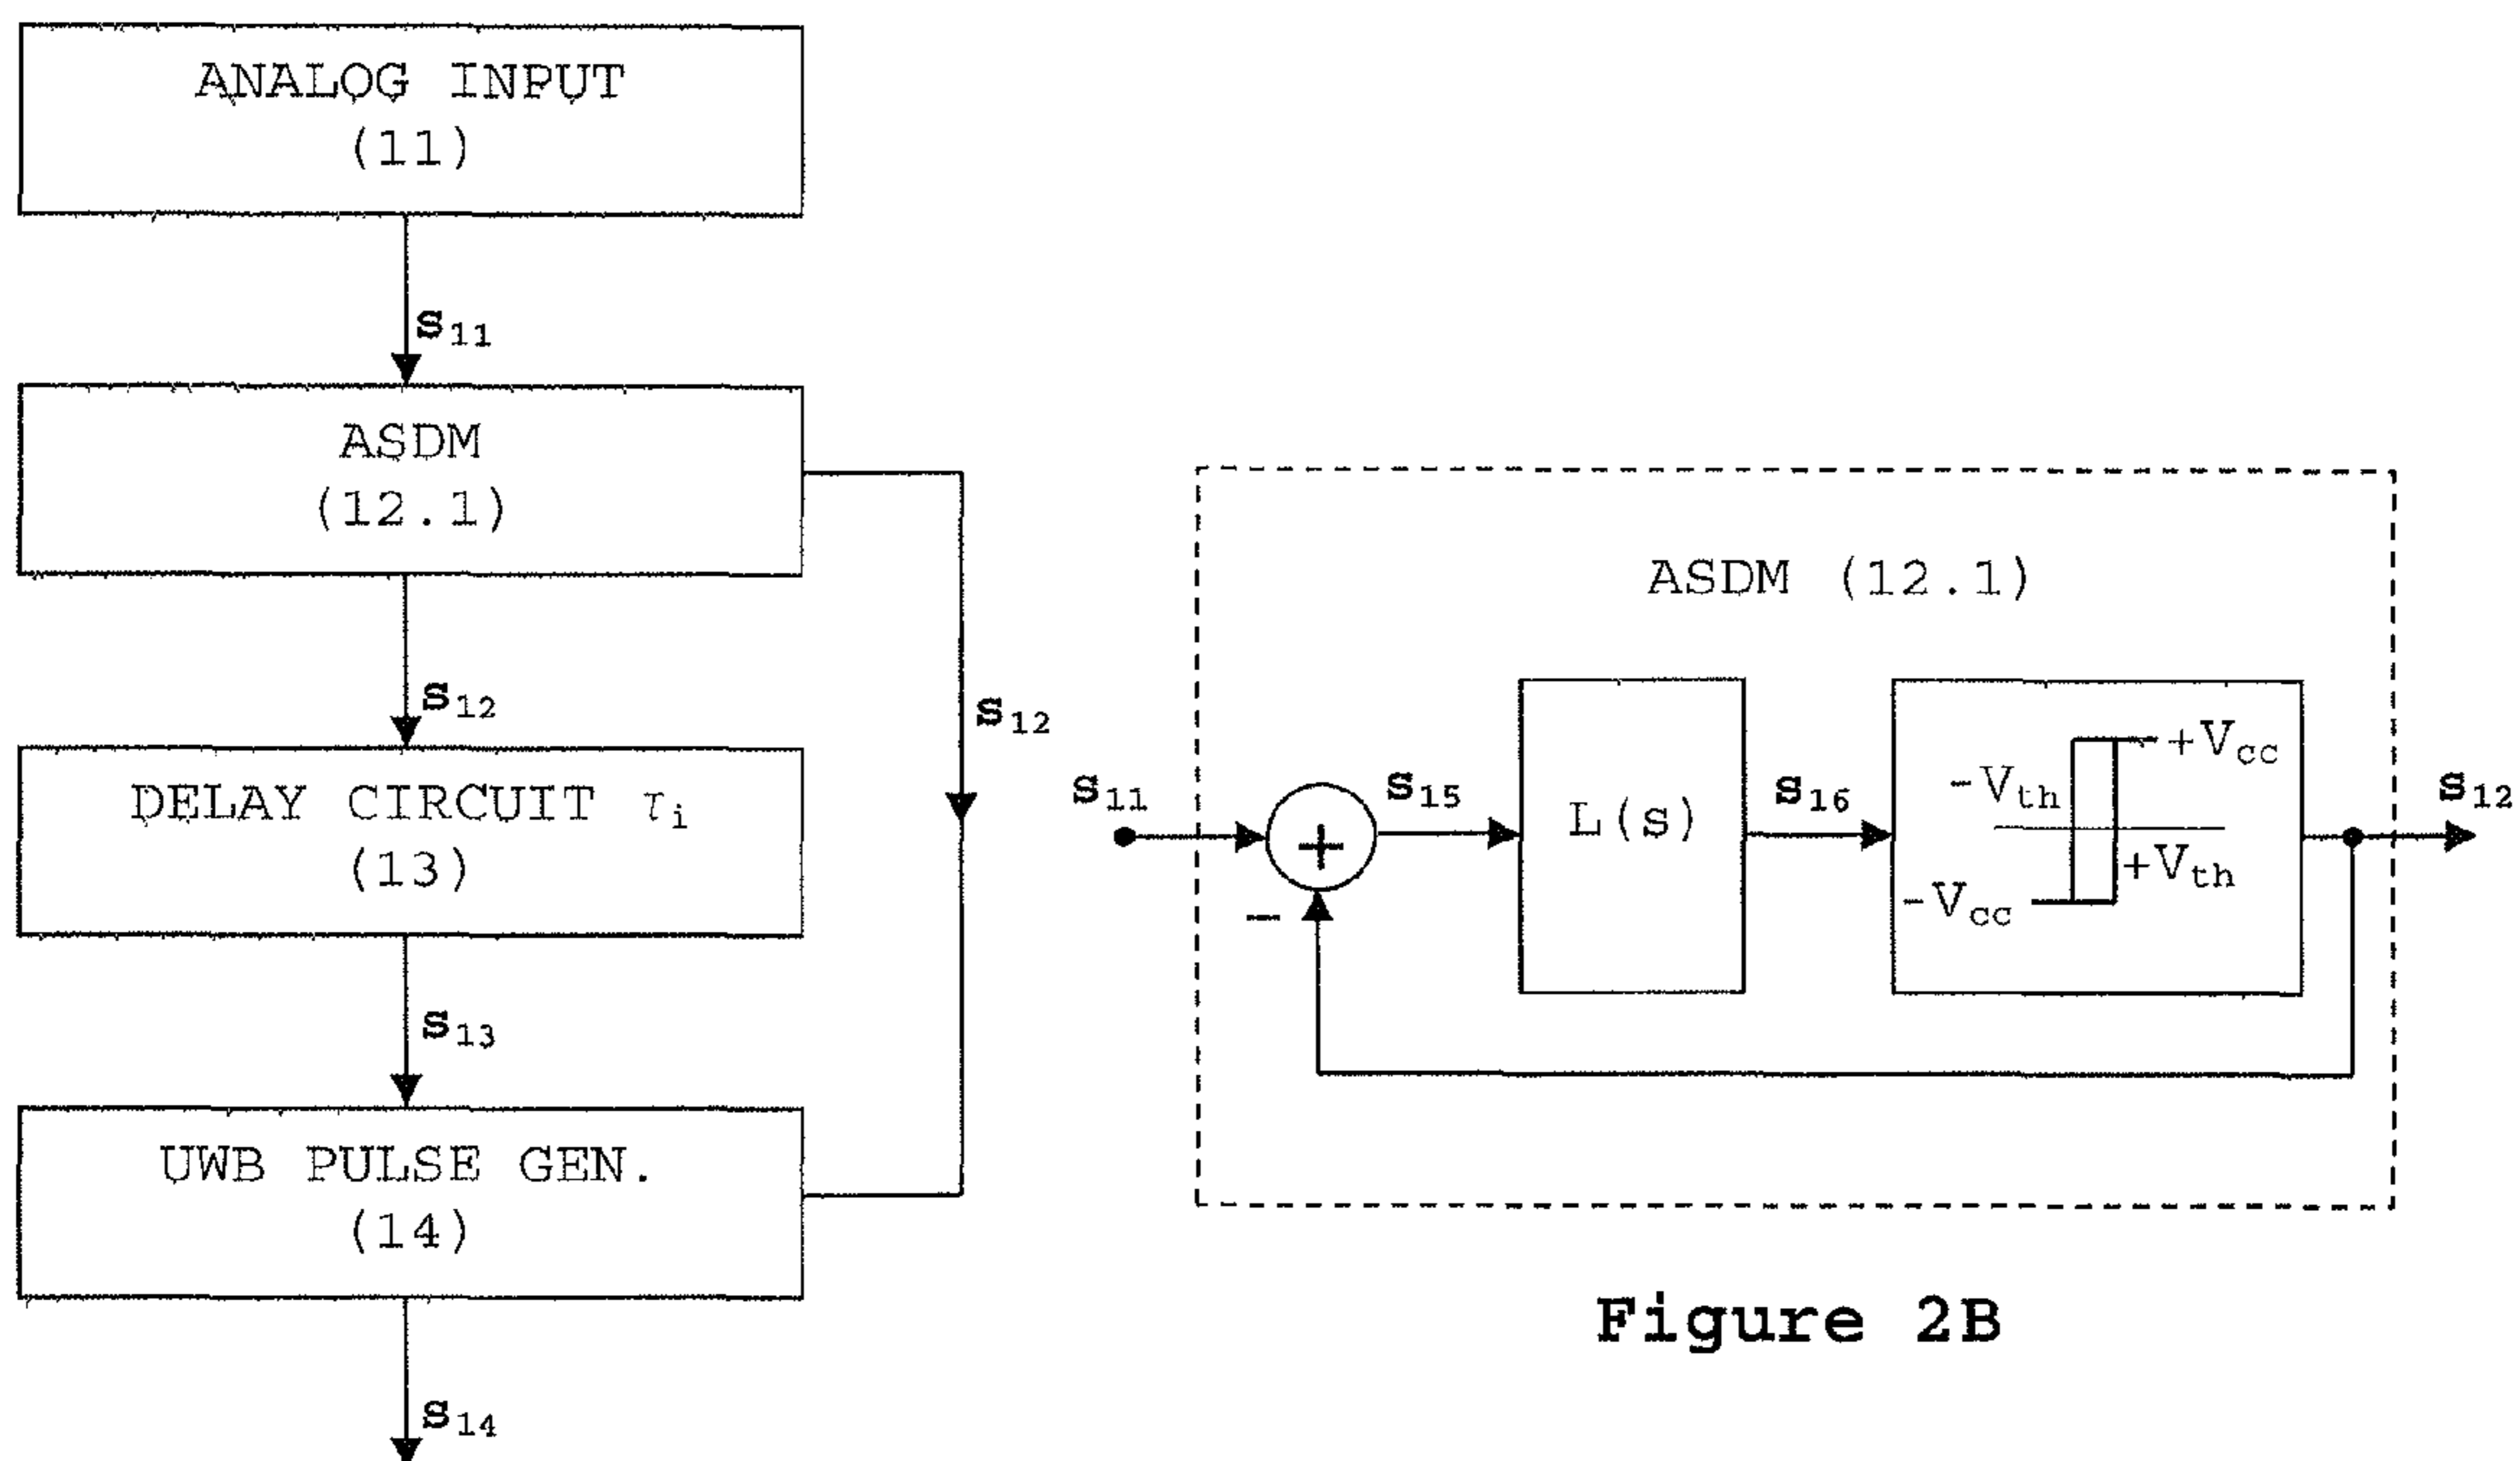 ANALOG INPUT
(11)
s11
ASDM
(12.1)
s12
s12
DELAY CIRCUIT τi
(13)
s13
UWB PULSE GEN.
(14)
s14
ASDM (12.1)
s11
+
−
s15
L(s)
s16
+Vcc
-Vth
+Vth
-Vcc
s12
Figure 2B